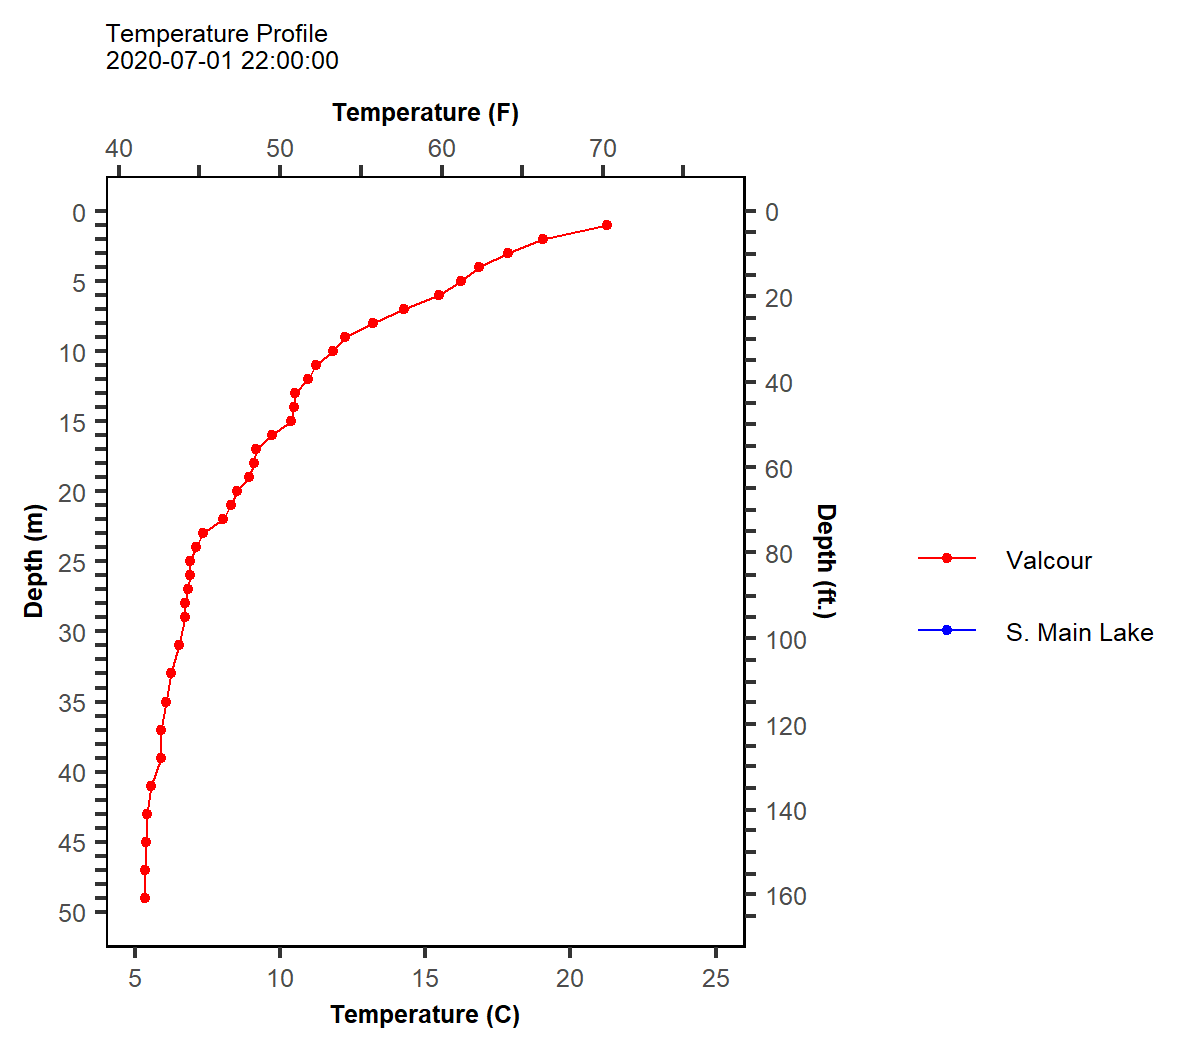 Temperature Profile
2020-07-01 22:00:00
Temperature (F)
40 50 60 70
0
5
10
15
20
25
30
35
40
45
50
Depth (m)
0
20
40
60
80
100
120
140
160
Depth (ft.)
Valcour
S. Main Lake
5 10 15 20 25
Temperature (C)